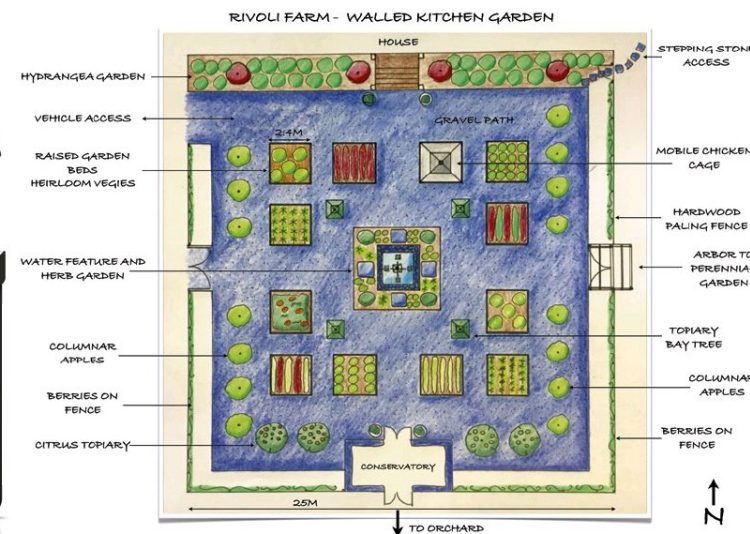 RIVOLI FARM - WALLED KITCHEN GARDEN
HOUSE
STEPPING STONE
ACCESS
HYDRANGEA GARDEN
VEHICLE ACCESS
GRAVEL PATH
2.4M
RAISED GARDEN
BEDS
HEIRLOOM VEGIES
MOBILE CHICKEN
CAGE
HARDWOOD
PALING FENCE
WATER FEATURE AND
HERB GARDEN
ARBOR TO
PERENNIA
GARDEN
TOPIARY
BAY TREE
COLUMNAR
APPLES
COLUMNA
APPLES
BERRIES ON
FENCE
BERRIES ON
FENCE
CITRUS TOPIARY
CONSERVATORY
25M
TO ORCHARD
N